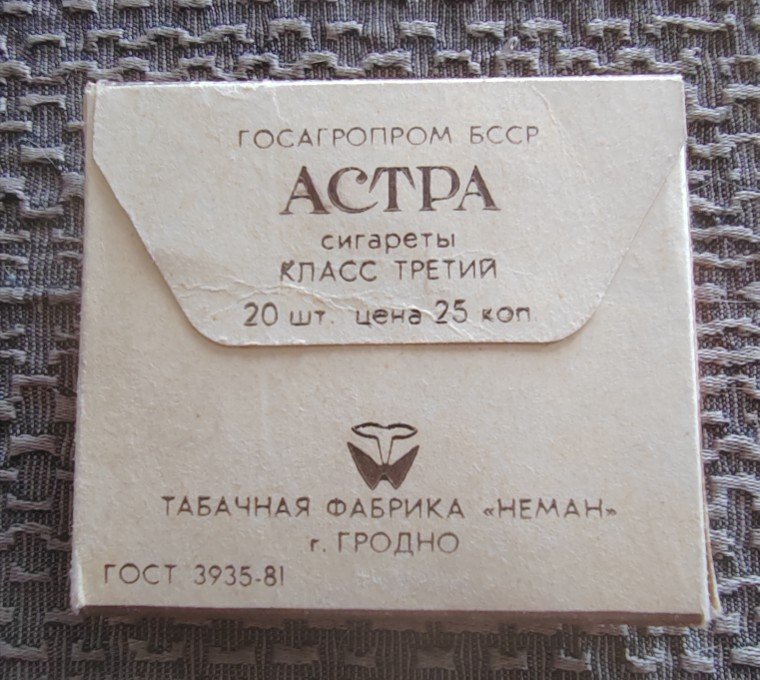 ГОСАГРОПРОМ БССР
АСТРА
сигареты
КЛАСС ТРЕТИЙ
20 шт. цена 25 коп.
ТАБАЧНАЯ ФАБРИКА «НЕМАН»
г. ГРОДНО
ГОСТ 3935-81